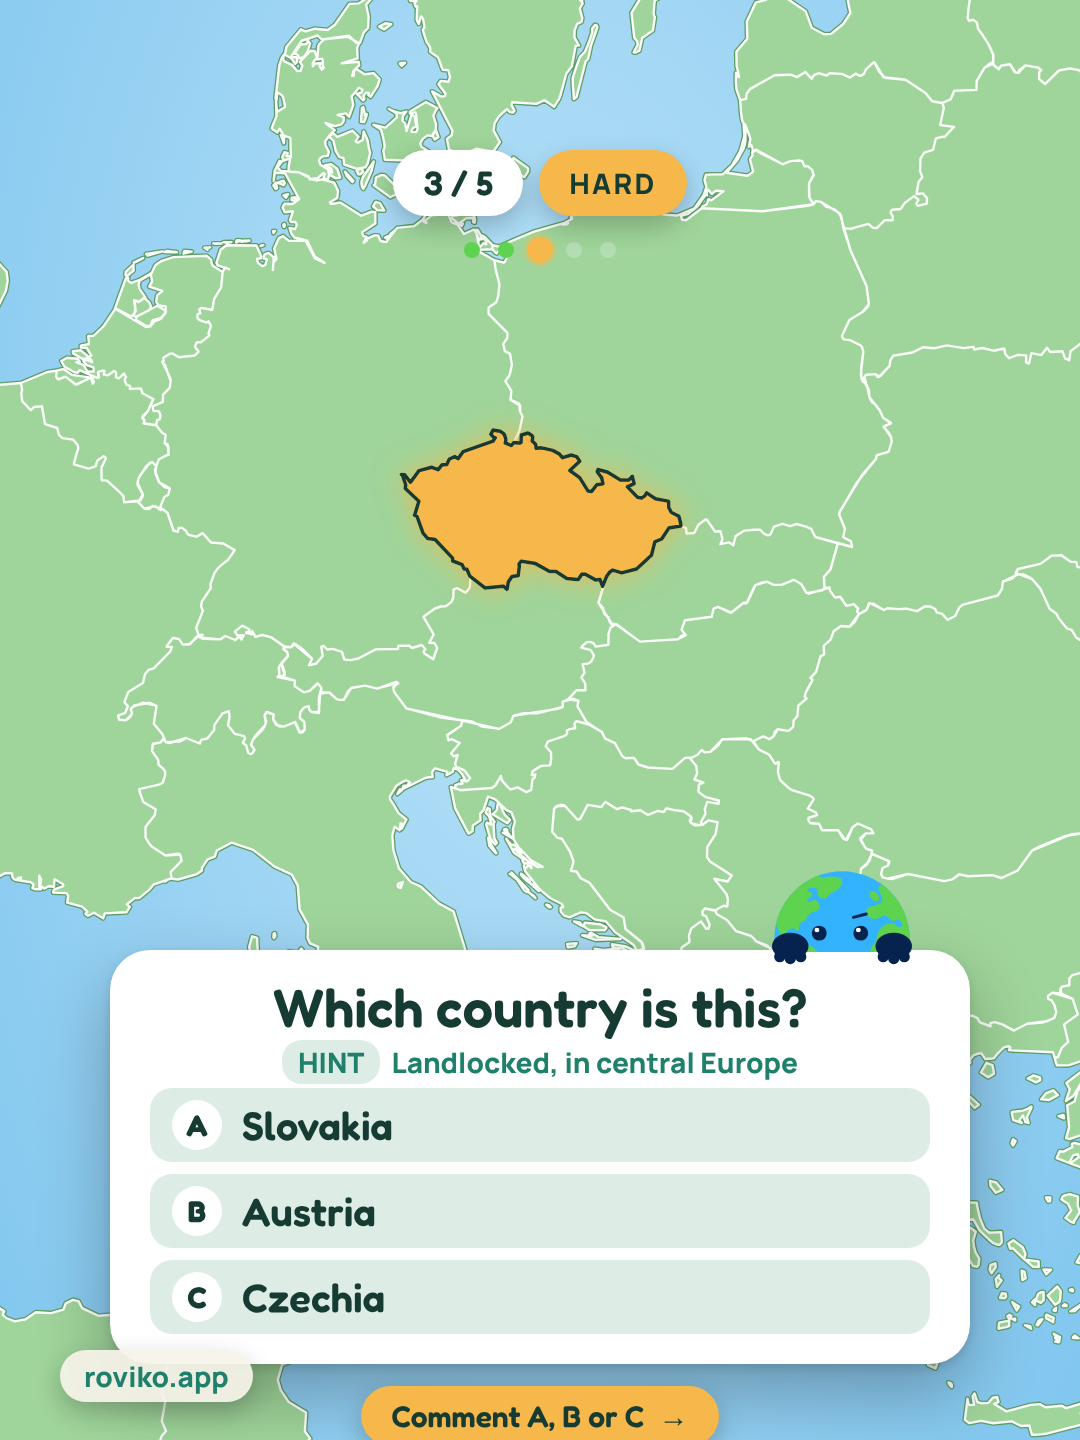 3 / 5
HARD
Which country is this?
HINT Landlocked, in central Europe
A Slovakia
B Austria
C Czechia
roviko.app
Comment A, B or C →